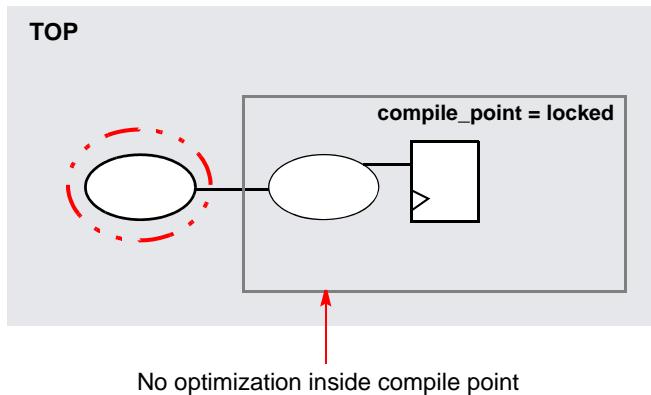 TOP
compile_point = locked
No optimization inside compile point